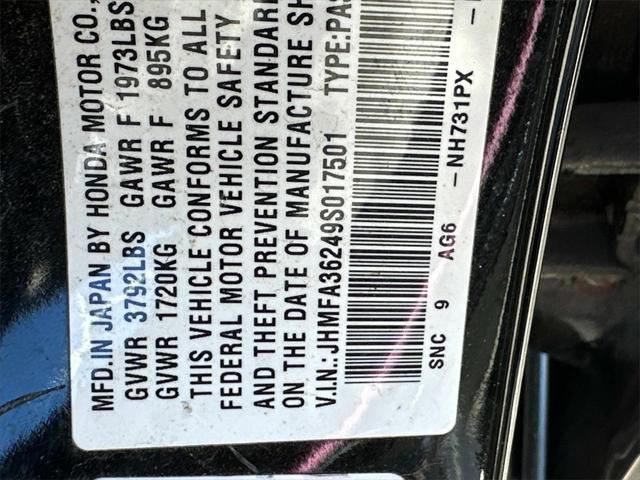 MFD.IN JAPAN BY HONDA MOTOR CO.,
GVWR 3792LBS GAWR F 1973LBS
GVWR 1720KG GAWR F 895KG
THIS VEHICLE CONFORMS TO ALL
FEDERAL MOTOR VEHICLE SAFETY
AND THEFT PREVENTION STANDARD
ON THE DATE OF MANUFACTURE SH
V.I.N.:JHMFA36249S017501 TYPE:PAS
SNC 9 AG6 -NH731PX -